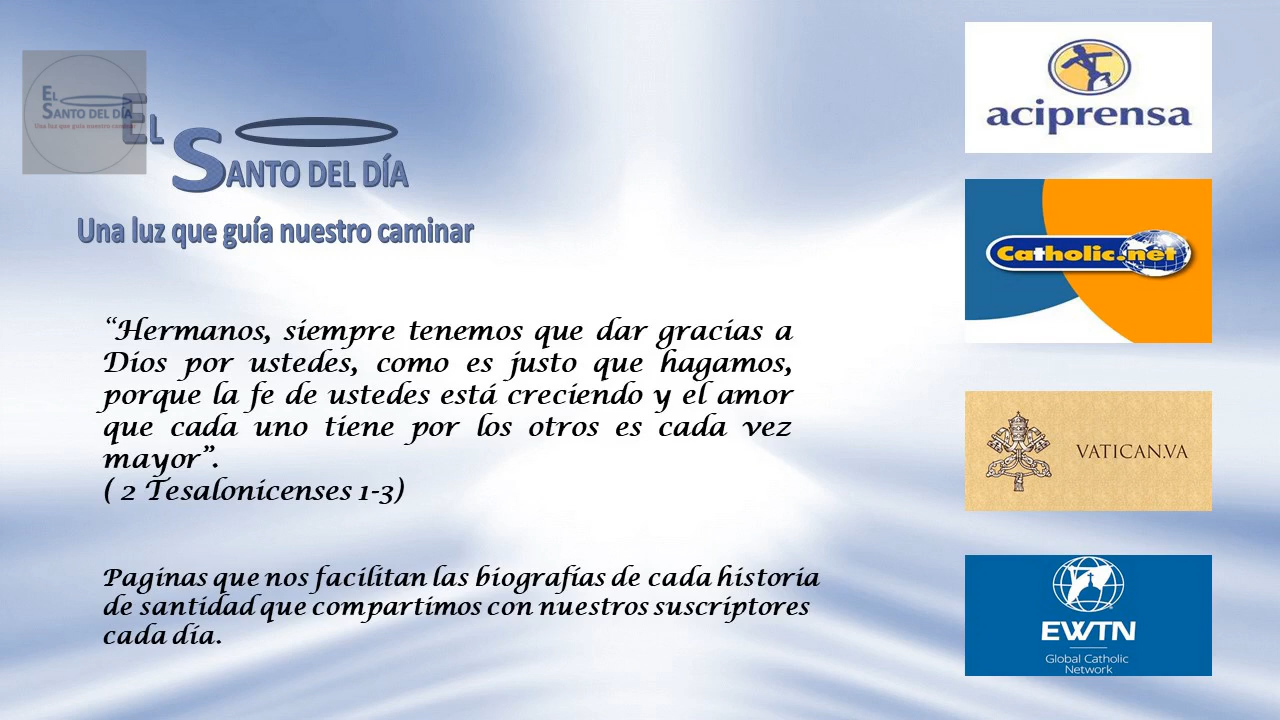 EL
SANTO DEL DÍA
Una luz que guía nuestro caminar
EL
SANTO DEL DÍA
Una luz que guía nuestro caminar
“Hermanos, siempre tenemos que dar gracias a
Dios por ustedes, como es justo que hagamos,
porque la fe de ustedes está creciendo y el amor
que cada uno tiene por los otros es cada vez
mayor”.
( 2 Tesalonicenses 1-3)
Paginas que nos facilitan las biografías de cada historia
de santidad que compartimos con nuestros suscriptores
cada día.
aciprensa
Catholic.net
VATICAN.VA
EWTN
Global Catholic
Network